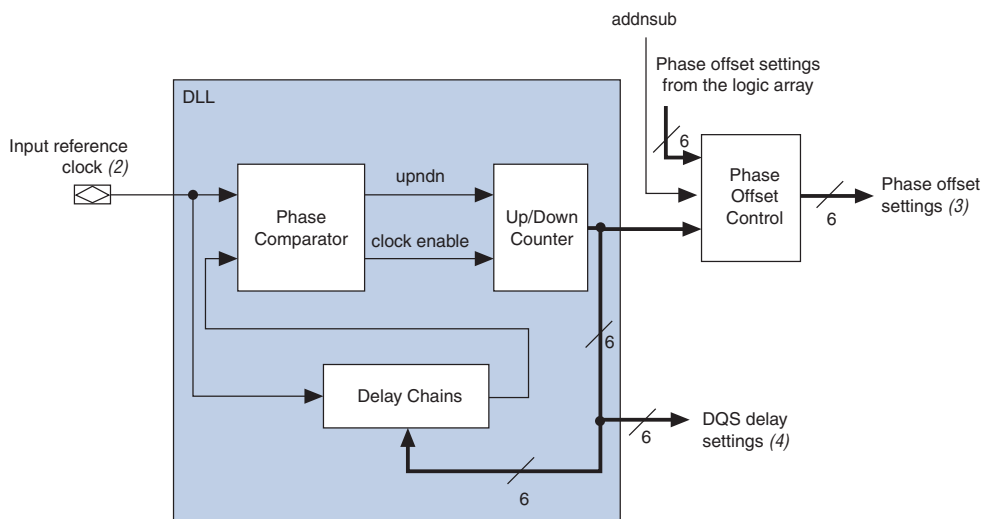 addnsub
Phase offset settings
from the logic array
DLL
6
Input reference
clock (2)
upndn
Phase
Comparator
clock enable
Up/Down
Counter
Phase
Offset
Control
6
Phase offset
settings (3)
6
Delay Chains
6
DQS delay
settings (4)
6